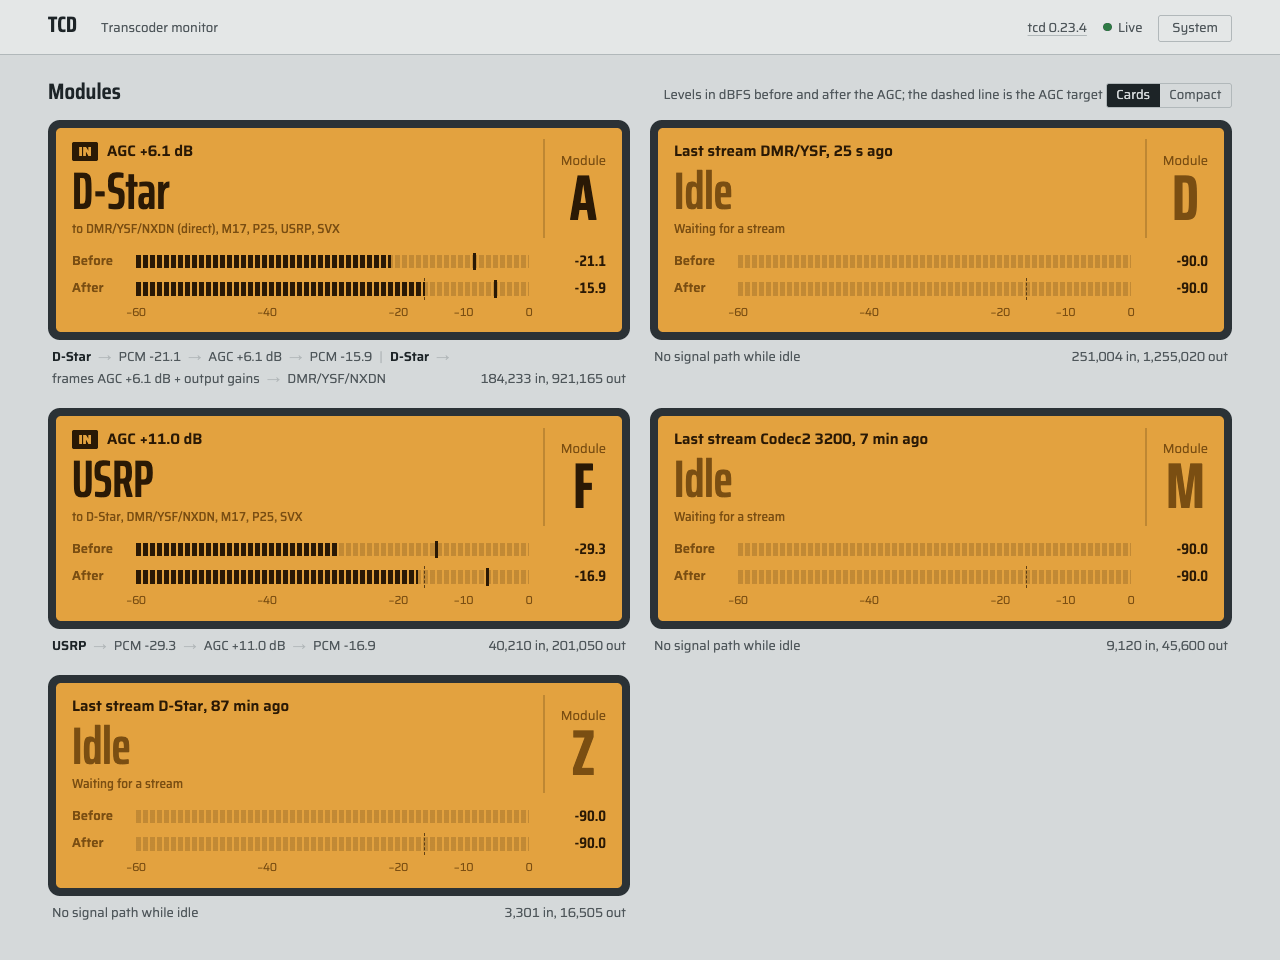 TCD Transcoder monitor tcd 0.23.4 Live System
Modules Levels in dBFS before and after the AGC; the dashed line is the AGC target Cards Compact
IN AGC +6.1 dB
D-Star
to DMR/YSF/NXDN (direct), M17, P25, USRP, SVX
Module
A
Before -21.1
After -15.9
-60 -40 -20 -10 0
D-Star → PCM -21.1 → AGC +6.1 dB → PCM -15.9 | D-Star →
frames AGC +6.1 dB + output gains → DMR/YSF/NXDN 184,233 in, 921,165 out
Last stream DMR/YSF, 25 s ago
Idle
Waiting for a stream
Module
D
Before -90.0
After -90.0
-60 -40 -20 -10 0
No signal path while idle 251,004 in, 1,255,020 out
IN AGC +11.0 dB
USRP
to D-Star, DMR/YSF/NXDN, M17, P25, SVX
Module
F
Before -29.3
After -16.9
-60 -40 -20 -10 0
USRP → PCM -29.3 → AGC +11.0 dB → PCM -16.9 40,210 in, 201,050 out
Last stream Codec2 3200, 7 min ago
Idle
Waiting for a stream
Module
M
Before -90.0
After -90.0
-60 -40 -20 -10 0
No signal path while idle 9,120 in, 45,600 out
Last stream D-Star, 87 min ago
Idle
Waiting for a stream
Module
Z
Before -90.0
After -90.0
-60 -40 -20 -10 0
No signal path while idle 3,301 in, 16,505 out